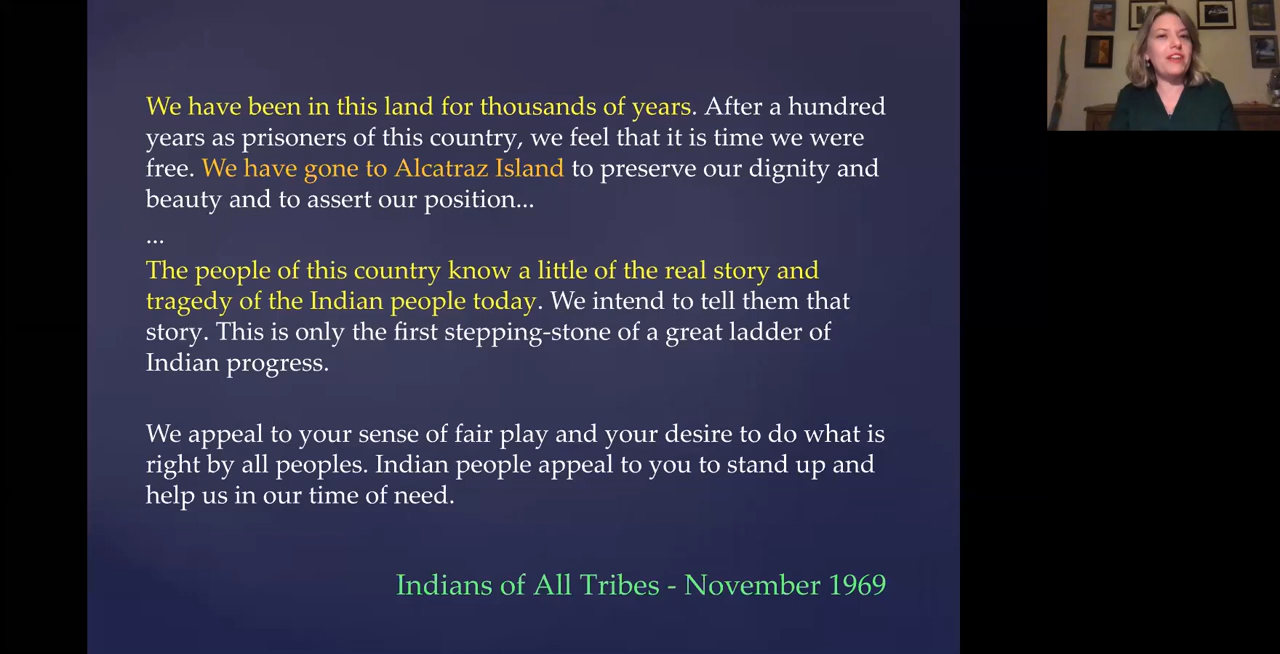 We have been in this land for thousands of years. After a hundred
years as prisoners of this country, we feel that it is time we were
free. We have gone to Alcatraz Island to preserve our dignity and
beauty and to assert our position...
...
The people of this country know a little of the real story and
tragedy of the Indian people today. We intend to tell them that
story. This is only the first stepping-stone of a great ladder of
Indian progress.
We appeal to your sense of fair play and your desire to do what is
right by all peoples. Indian people appeal to you to stand up and
help us in our time of need.
Indians of All Tribes - November 1969